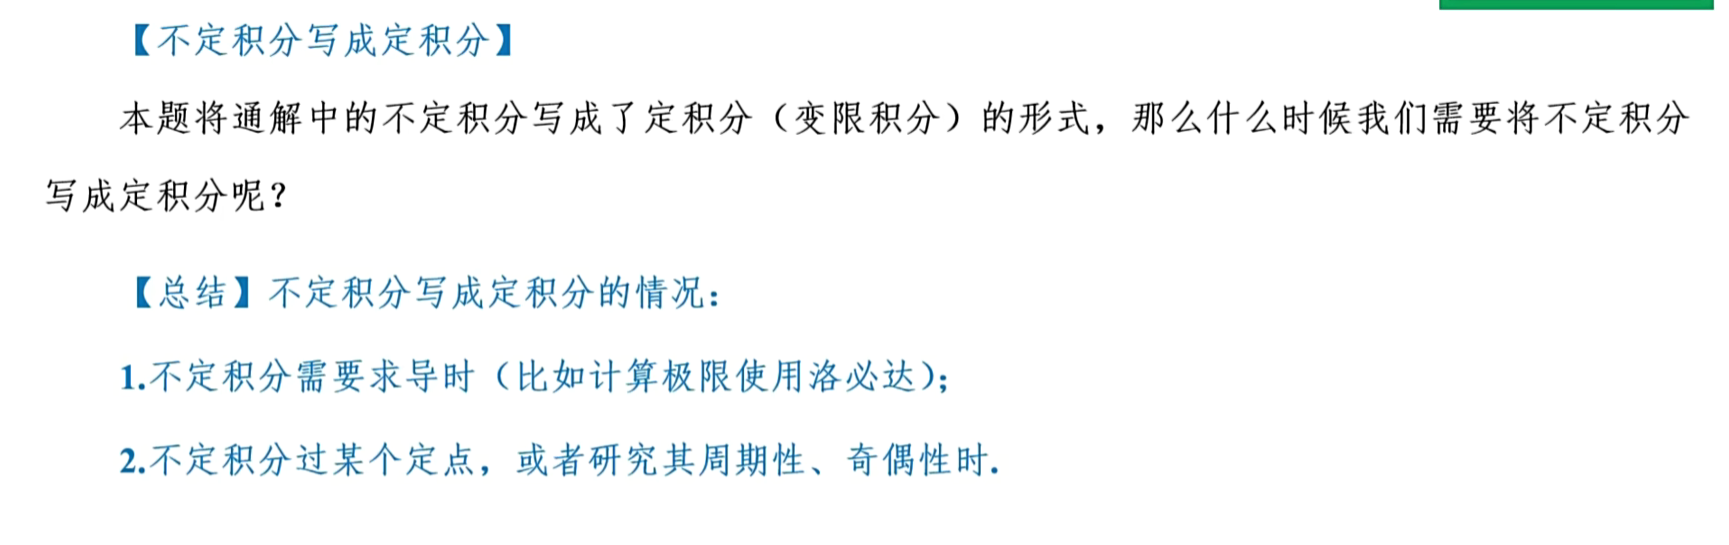 【不定积分写成定积分】
本题将通解中的不定积分写成了定积分（变限积分）的形式，那么什么时候我们需要将不定积分
写成定积分呢？
【总结】不定积分写成定积分的情况：
1.不定积分需要求导时（比如计算极限使用洛必达）；
2.不定积分过某个定点，或者研究其周期性、奇偶性时.